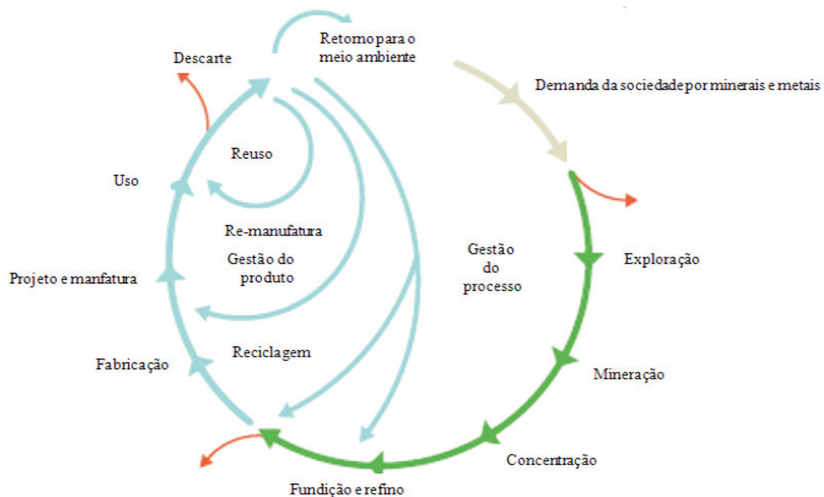 Retorno para o
meio ambiente
Descarte
Demanda da sociedade por minerais e metais
Reuso
Uso
Re-manufatura
Gestão do
produto
Gestão
do
processo
Exploração
Projeto e manfatura
Reciclagem
Fabricação
Mineração
Concentração
Fundição e refino